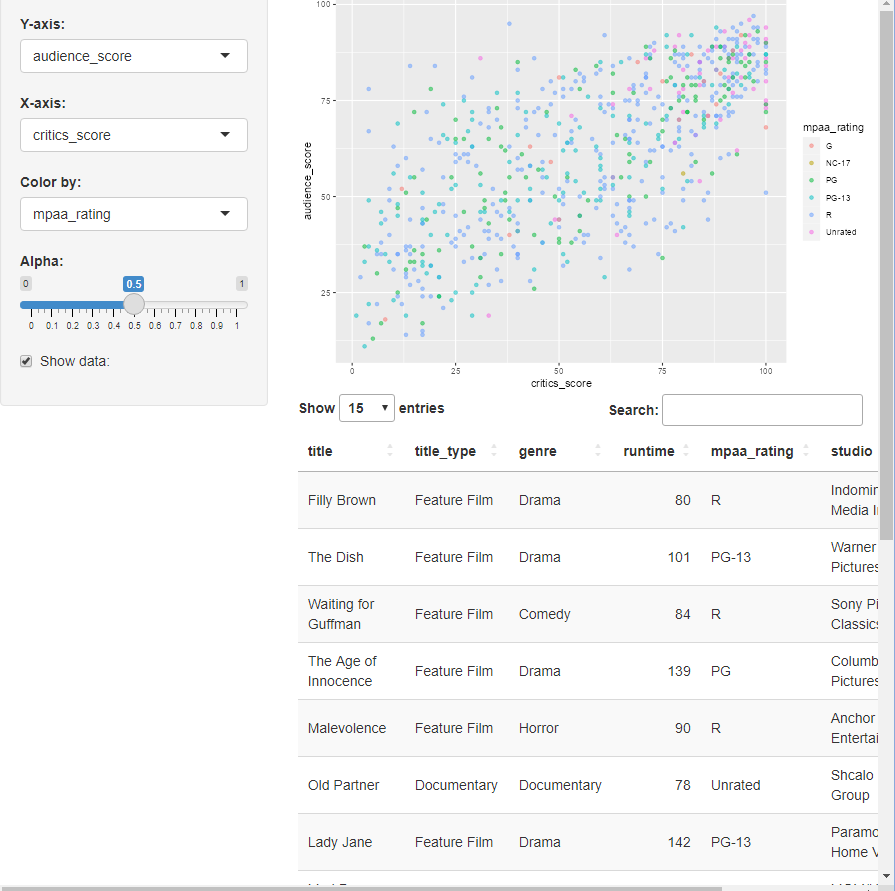 Y-axis:
audience_score
X-axis:
critics_score
Color by:
mpaa_rating
Alpha:
0 0.5 1
0 0.1 0.2 0.3 0.4 0.5 0.6 0.7 0.8 0.9 1
Show data:
100
75
50
25
audience_score
0 25 50 75 100
critics_score
mpaa_rating
G
NC-17
PG
PG-13
R
Unrated
Show 15 entries
Search:
title title_type genre runtime mpaa_rating studio
Filly Brown Feature Film Drama 80 R Indomin
Media I
The Dish Feature Film Drama 101 PG-13 Warner
Pictures
Waiting for Feature Film Comedy 84 R Sony Pi
Guffman Classics
The Age of Feature Film Drama 139 PG Columb
Innocence Pictures
Malevolence Feature Film Horror 90 R Anchor
Entertai
Old Partner Documentary Documentary 78 Unrated Shcalo
Group
Lady Jane Feature Film Drama 142 PG-13 Paramo
Home V